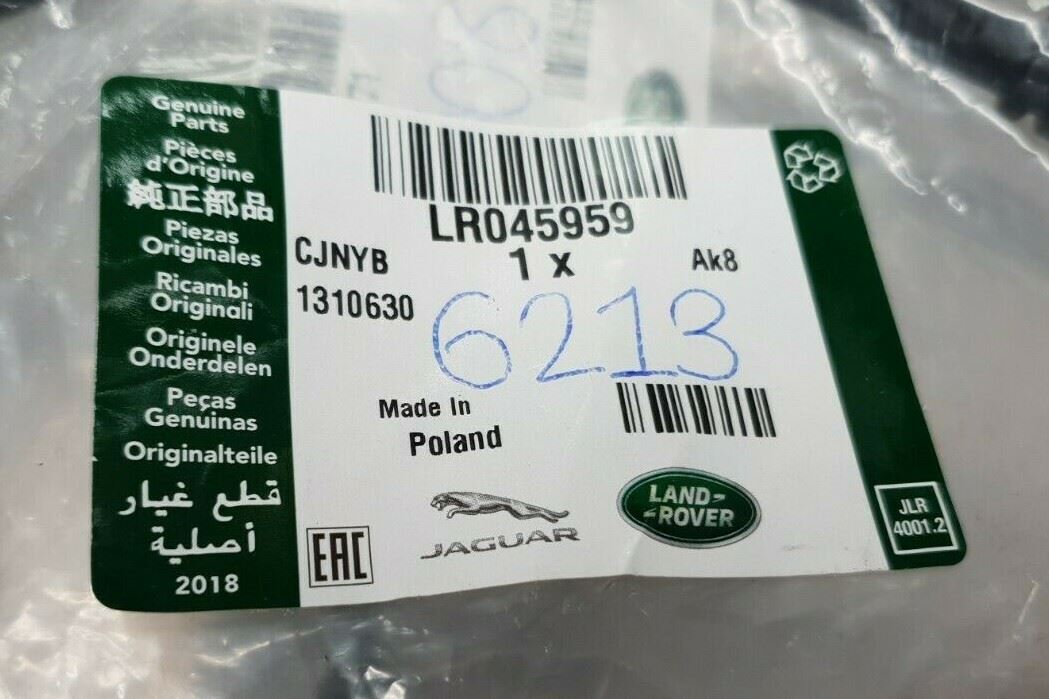 Genuine
Parts
Pièces
d'Origine
純正部品
Piezas
Originales
Ricambi
Originali
Originele
Onderdelen
Peças
Genuinas
Originalteile
قطع غيار
أصلية
2018
LR045959
CJNYB
1 x
Ak8
1310630
6213
Made In
Poland
EAC
JAGUAR
LAND-
-ROVER
JLR
4001.2